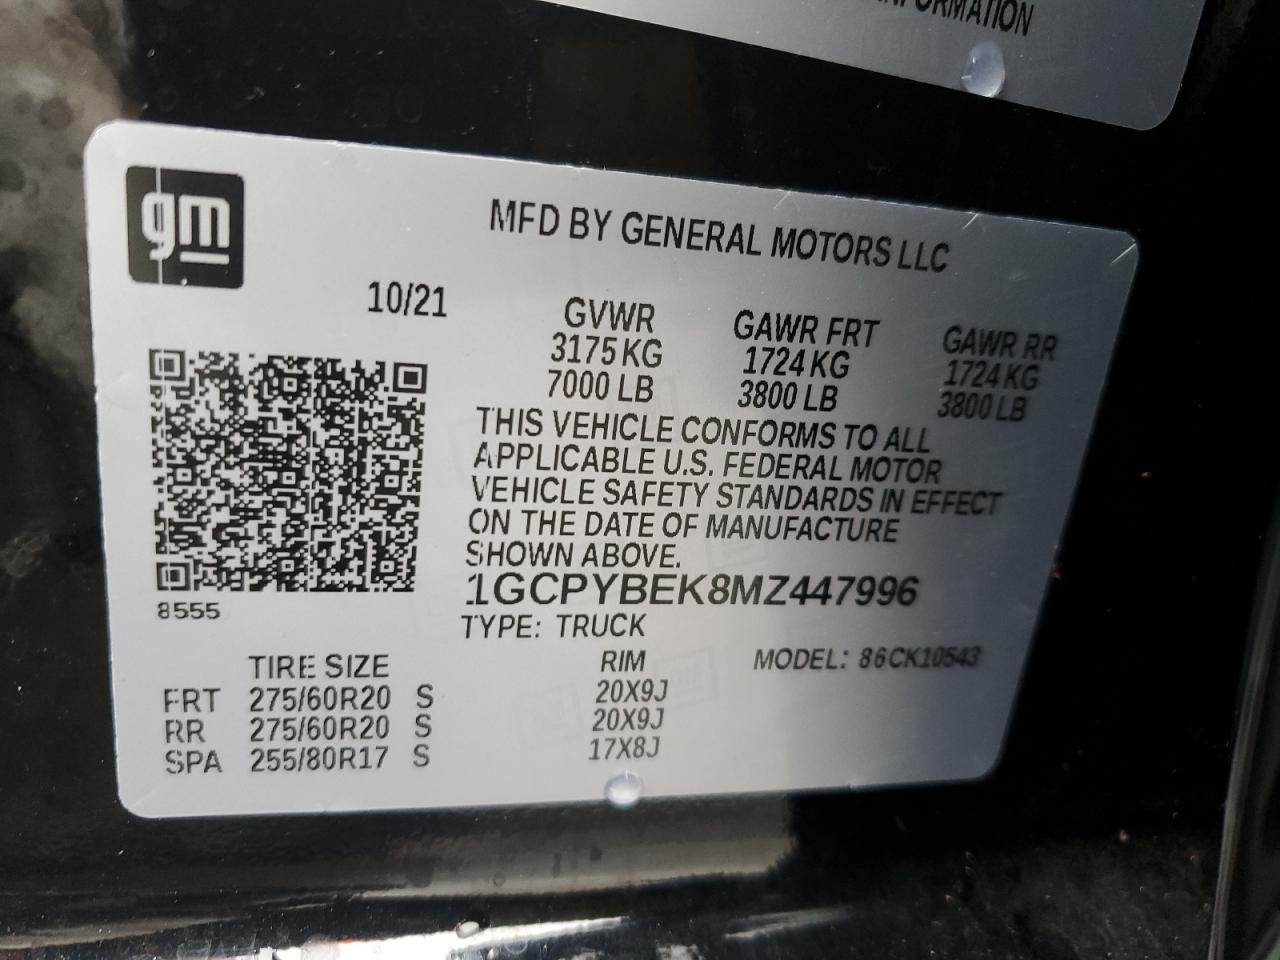 INFORMATION
gm
MFD BY GENERAL MOTORS LLC
10/21 GVWR GAWR FRT GAWR RR
3175 KG 1724 KG 1724 KG
7000 LB 3800 LB 3800 LB
THIS VEHICLE CONFORMS TO ALL
APPLICABLE U.S. FEDERAL MOTOR
VEHICLE SAFETY STANDARDS IN EFFECT
ON THE DATE OF MANUFACTURE
SHOWN ABOVE.
1GCPYBEK8MZ447996
8555
TYPE: TRUCK
TIRE SIZE RIM MODEL: 86CK10543
FRT 275/60R20 S 20X9J
RR 275/60R20 S 20X9J
SPA 255/80R17 S 17X8J